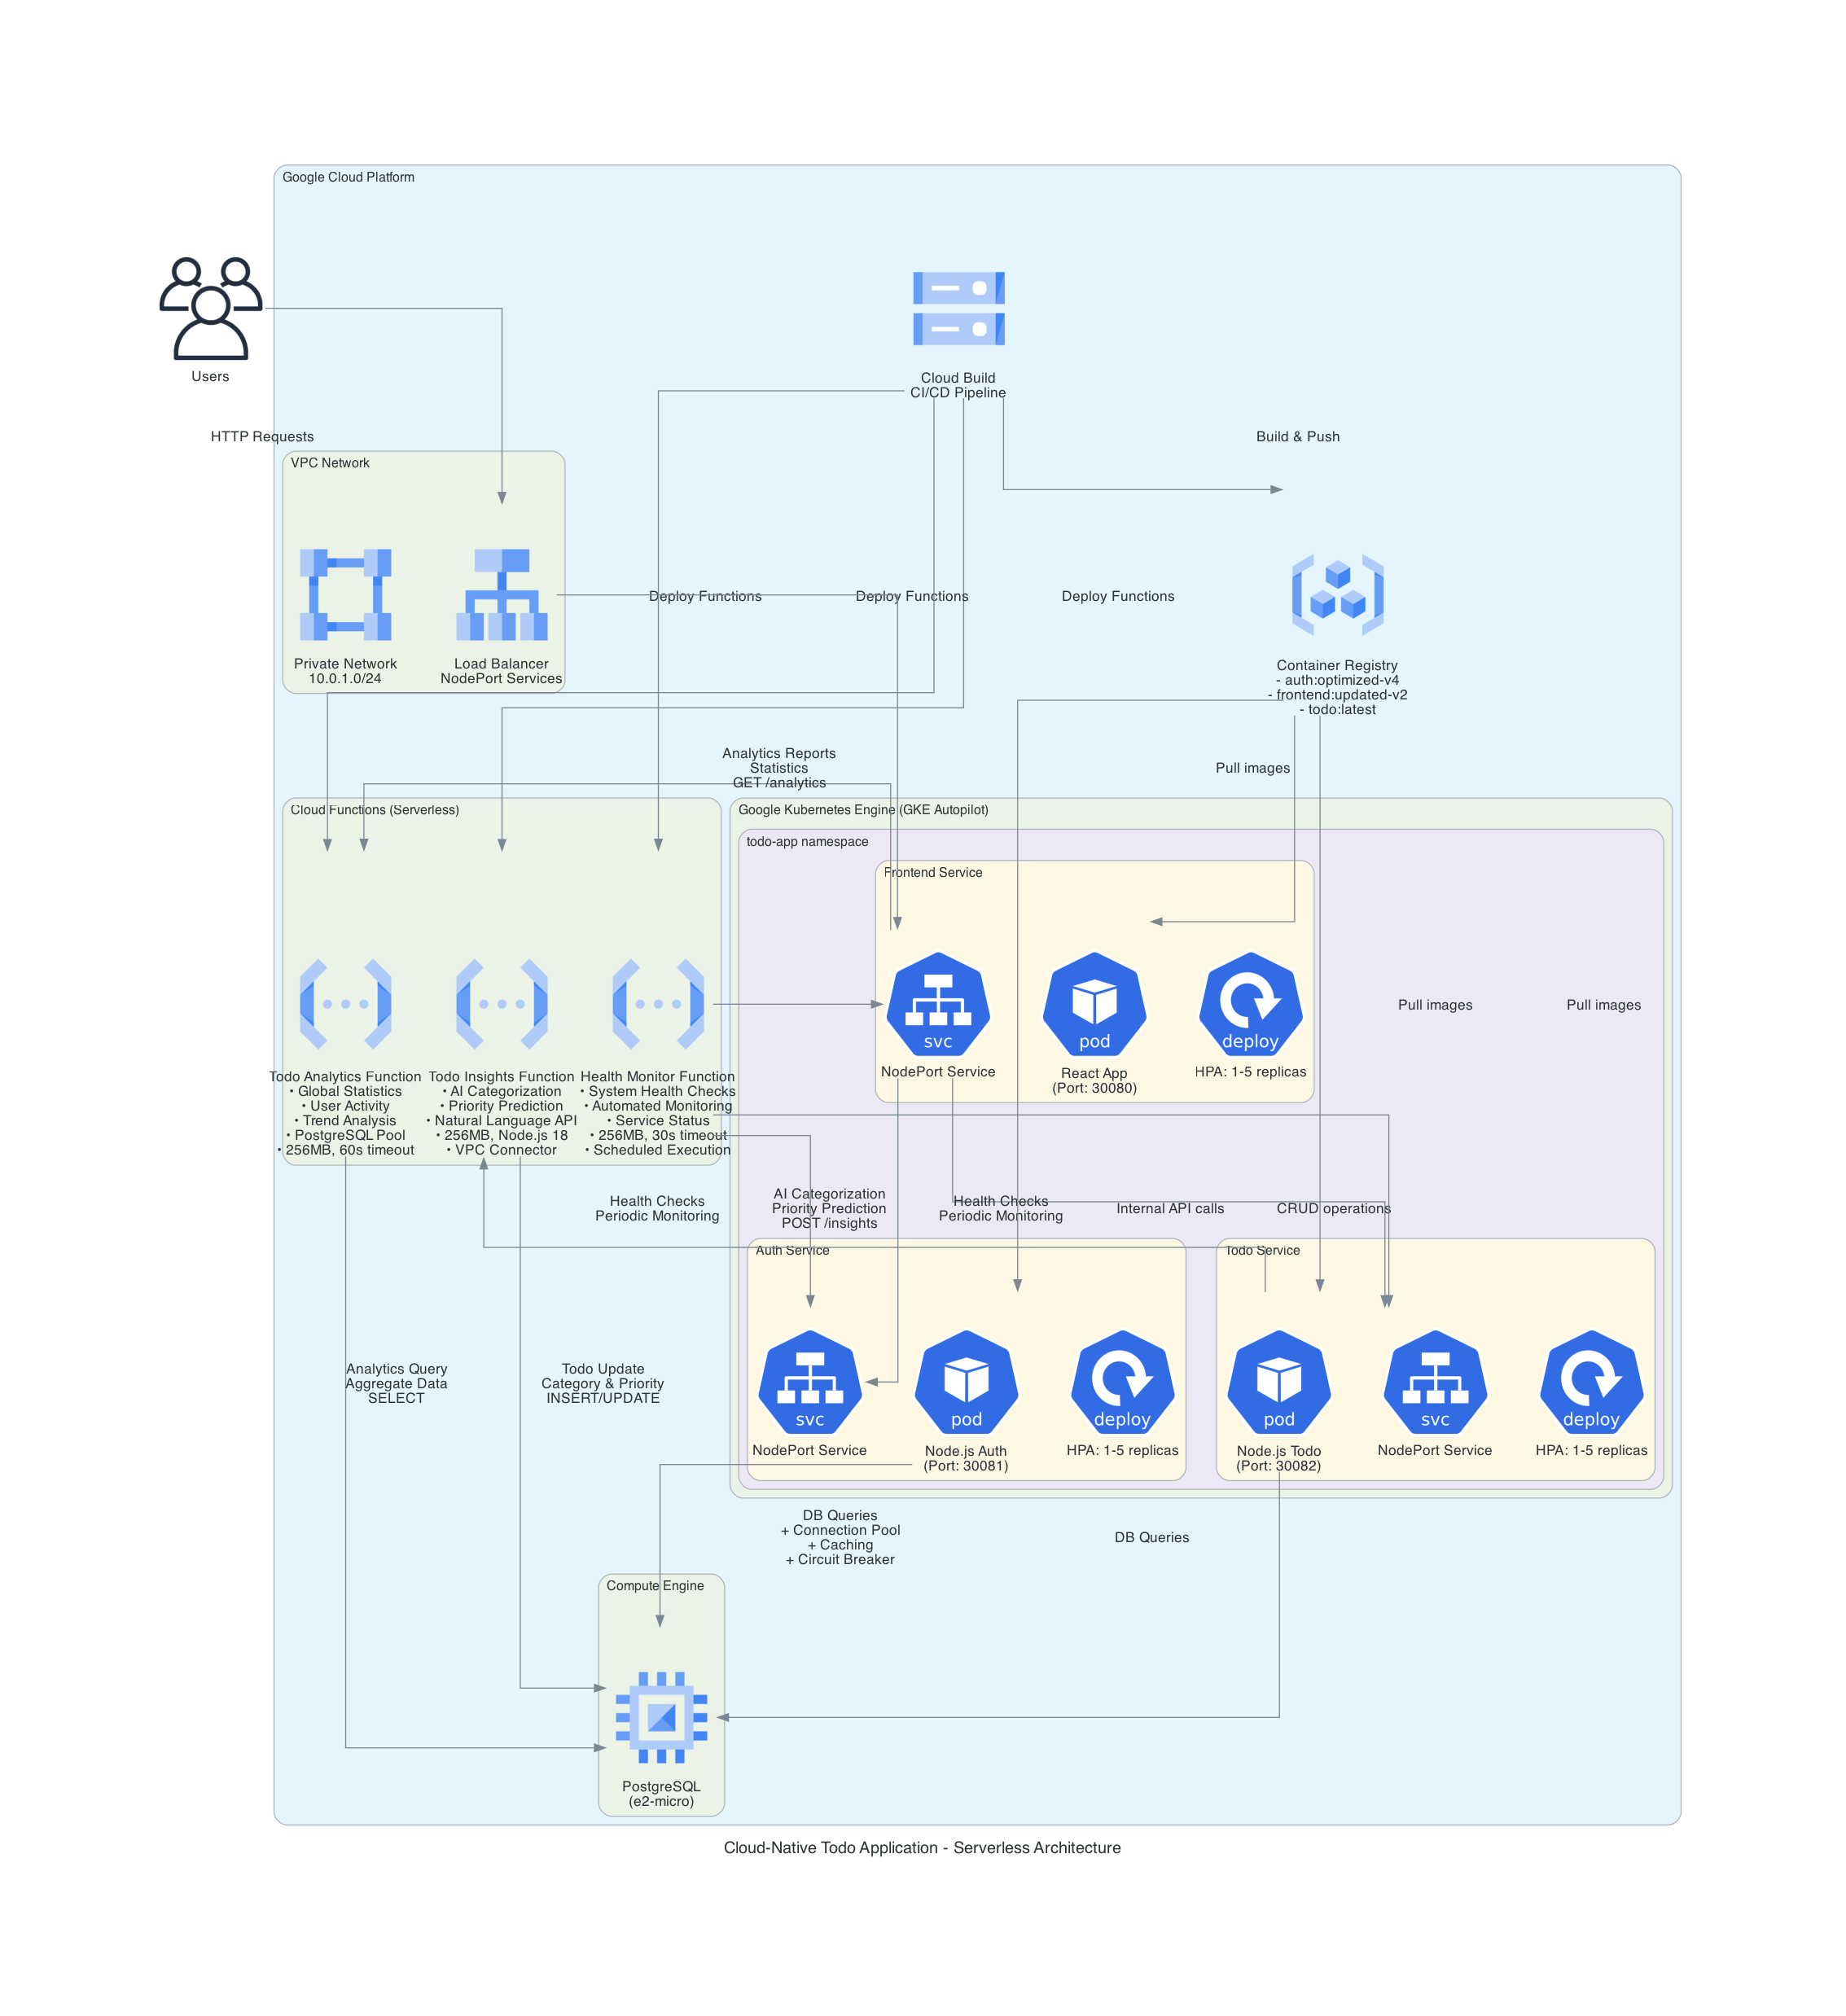 Google Cloud Platform
Users
Cloud Build
CI/CD Pipeline
HTTP Requests
Build & Push
VPC Network
Private Network
10.0.1.0/24
Load Balancer
NodePort Services
Deploy Functions
Deploy Functions
Deploy Functions
Container Registry
- auth:optimized-v4
- frontend:updated-v2
- todo:latest
Analytics Reports
Statistics
GET /analytics
Pull images
Cloud Functions (Serverless)
Todo Analytics Function
• Global Statistics
• User Activity
• Trend Analysis
• PostgreSQL Pool
• 256MB, 60s timeout
Todo Insights Function
• AI Categorization
• Priority Prediction
• Natural Language API
• 256MB, Node.js 18
• VPC Connector
Health Monitor Function
• System Health Checks
• Automated Monitoring
• Service Status
• 256MB, 30s timeout
• Scheduled Execution
Google Kubernetes Engine (GKE Autopilot)
todo-app namespace
Frontend Service
svc
NodePort Service
pod
React App
(Port: 30080)
deploy
HPA: 1-5 replicas
Pull images
Pull images
Health Checks
Periodic Monitoring
AI Categorization
Priority Prediction
POST /insights
Health Checks
Periodic Monitoring
Internal API calls
CRUD operations
Auth Service
svc
NodePort Service
pod
Node.js Auth
(Port: 30081)
deploy
HPA: 1-5 replicas
Todo Service
pod
Node.js Todo
(Port: 30082)
svc
NodePort Service
deploy
HPA: 1-5 replicas
Analytics Query
Aggregate Data
SELECT
Todo Update
Category & Priority
INSERT/UPDATE
DB Queries
+ Connection Pool
+ Caching
+ Circuit Breaker
DB Queries
Compute Engine
PostgreSQL
(e2-micro)
Cloud-Native Todo Application - Serverless Architecture